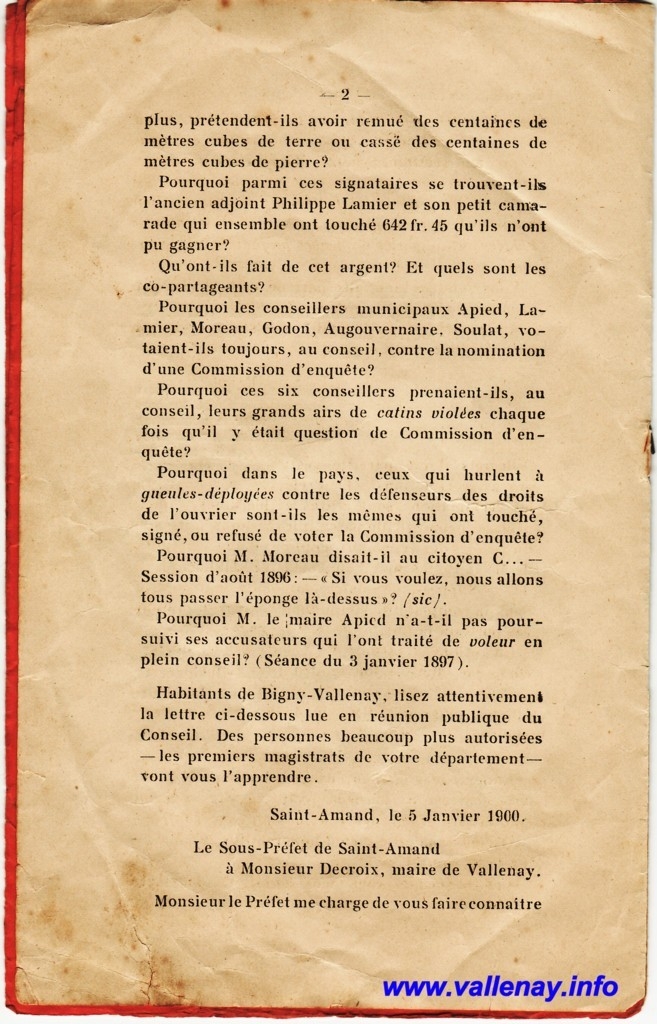 — 2 —
plus, prétendent-ils avoir remué des centaines de
mètres cubes de terre ou cassé des centaines de
mètres cubes de pierre?
Pourquoi parmi ces signataires se trouvent-ils
l'ancien adjoint Philippe Lamier et son petit cama-
rade qui ensemble ont touché 642 fr. 45 qu'ils n'ont
pu gagner?
Qu'ont-ils fait de cet argent? Et quels sont les
co-partageants?
Pourquoi les conseillers municipaux Apied, La-
mier, Moreau, Godon, Augouvernaire. Soulat, vo-
taient-ils toujours, au conseil, contre la nomination
d'une Commission d'enquête?
Pourquoi ces six conseillers prenaient-ils, au
conseil, leurs grands airs de catins violées chaque
fois qu'il y était question de Commission d'en-
quête?
Pourquoi dans le pays, ceux qui hurlent à
gueules-déployées contre les défenseurs des droits
de l'ouvrier sont-ils les mêmes qui ont touché,
signé, ou refusé de voter la Commission d'enquête?
Pourquoi M. Moreau disait-il au citoyen C... —
Session d'août 1896: — « Si vous voulez, nous allons
tous passer l'éponge là-dessus »? (sic).
Pourquoi M. le maire Apied n'a-t-il pas pour-
suivi ses accusateurs qui l'ont traité de voleur en
plein conseil? (Séance du 3 janvier 1897).
Habitants de Bigny-Vallenay, lisez attentivement
la lettre ci-dessous lue en réunion publique du
Conseil. Des personnes beaucoup plus autorisées
— les premiers magistrats de votre département —
vont vous l'apprendre.
Saint-Amand, le 5 Janvier 1900.
Le Sous-Préfet de Saint-Amand
à Monsieur Decroix, maire de Vallenay.
Monsieur le Préfet me charge de vous faire connaître
www.vallenay.info